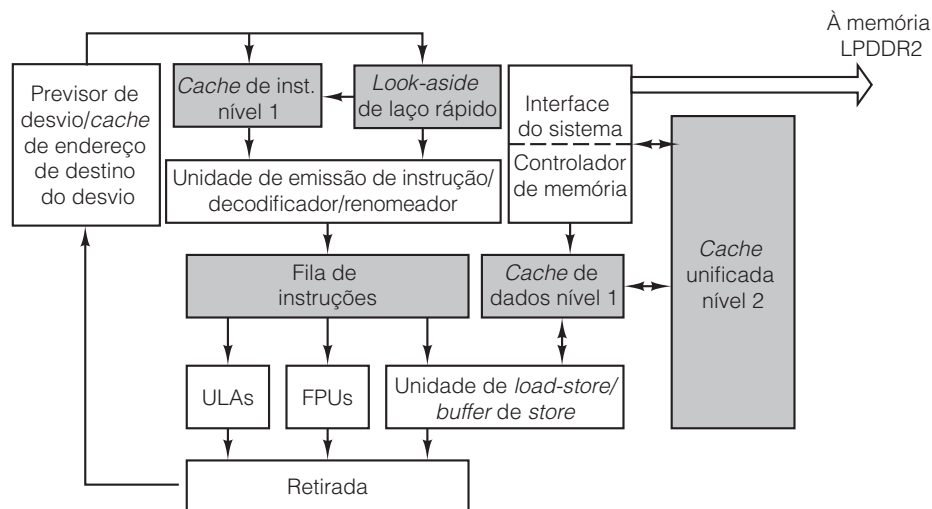 À memória
LPDDR2
Previsor de
desvio/cache
de endereço
de destino
do desvio
Cache de inst.
nível 1
Look-aside
de laço rápido
Interface
do sistema
Controlador
de memória
Unidade de emissão de instrução/
decodificador/renomeador
Fila de
instruções
Cache de
dados nível 1
Cache
unificada
nível 2
ULAs
FPUs
Unidade de load-store/
buffer de store
Retirada